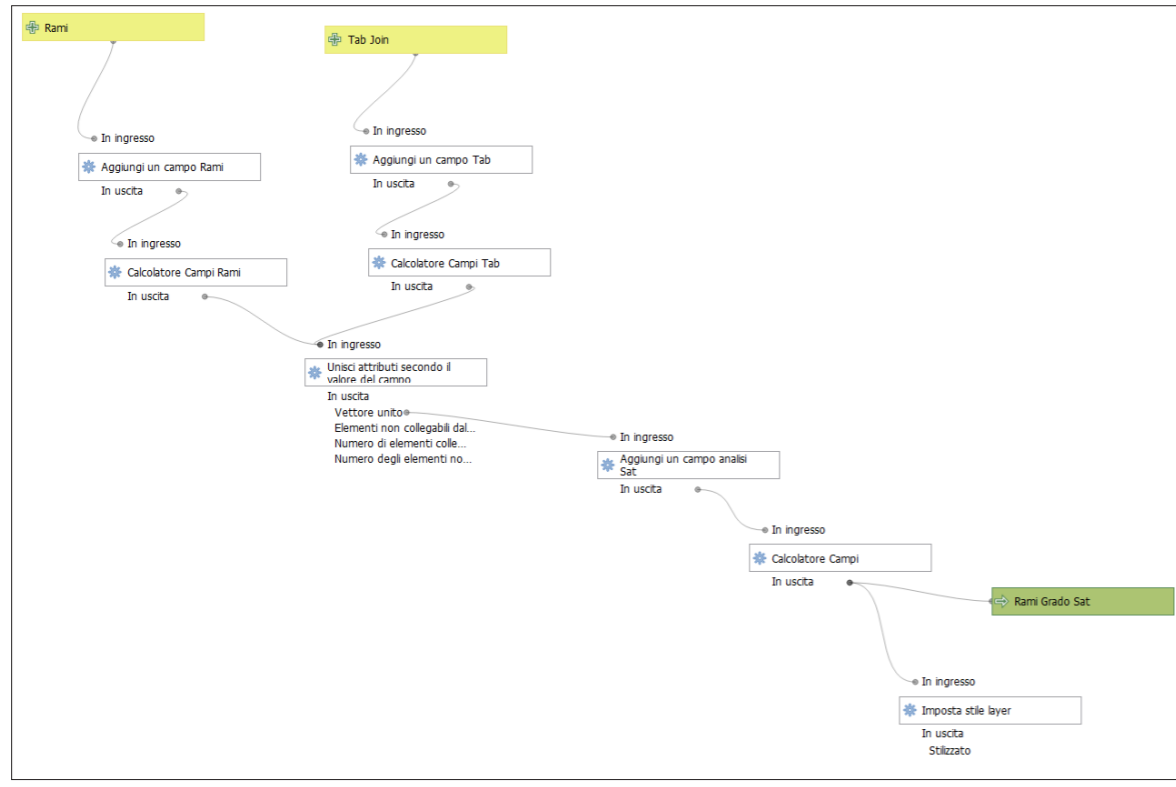 Rami
Tab Join
In ingresso
Aggiungi un campo Rami
In uscita
In ingresso
Aggiungi un campo Tab
In uscita
In ingresso
Calcolatore Campi Rami
In uscita
In ingresso
Calcolatore Campi Tab
In uscita
In ingresso
Unisci attributi secondo il
valore del campo
In uscita
Vettore unito
Elementi non collegabili dal...
Numero di elementi colle...
Numero degli elementi no...
In ingresso
Aggiungi un campo analisi
Sat
In uscita
In ingresso
Calcolatore Campi
In uscita
Rami Grado Sat
In ingresso
Imposta stile layer
In uscita
Stilizzato